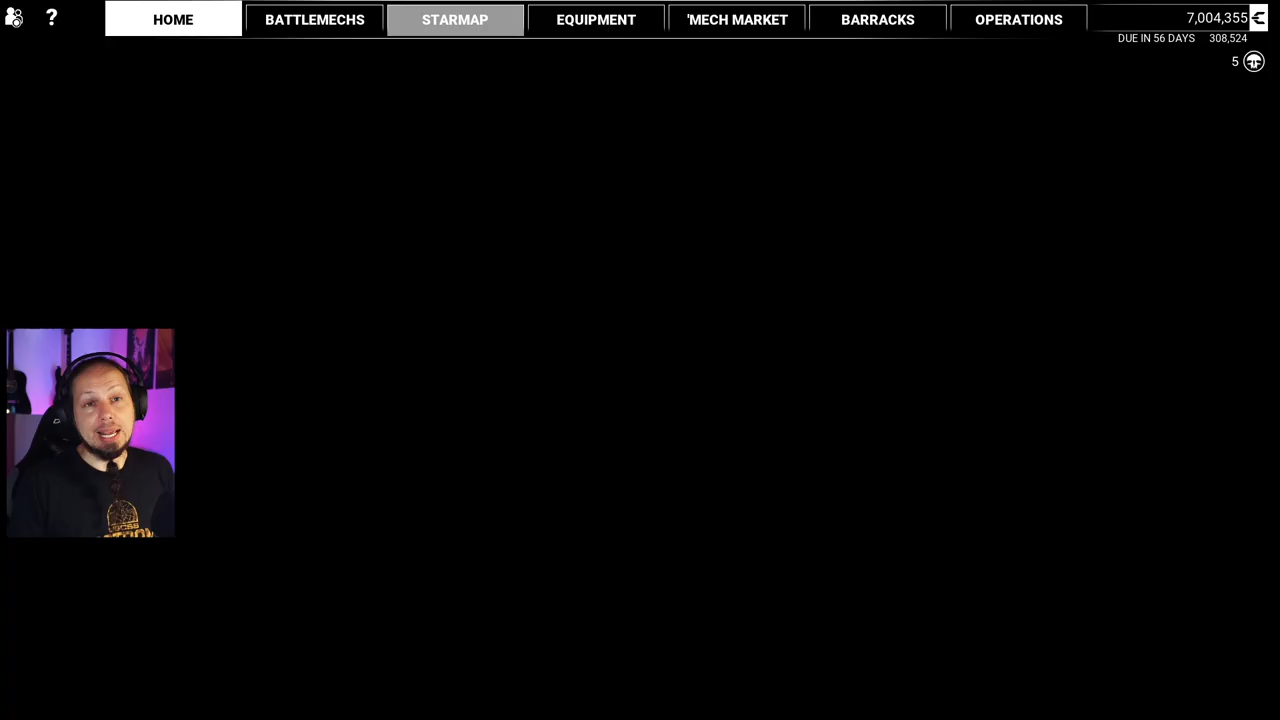 ?
HOME
BATTLEMECHS
STARMAP
EQUIPMENT
'MECH MARKET
BARRACKS
OPERATIONS
7,004,355
DUE IN 56 DAYS 308,524
5